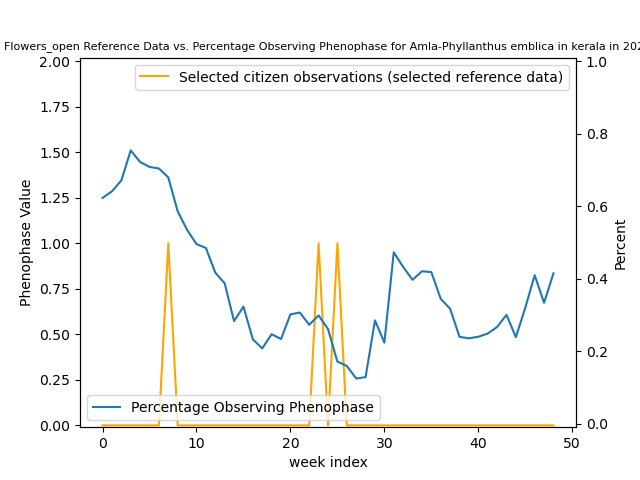 Flowers_open Reference Data vs. Percentage Observing Phenophase for Amla-Phyllanthus emblica in kerala in 202
2.00
1.75
1.50
1.25
1.00
0.75
0.50
0.25
0.00
Phenophase Value
Selected citizen observations (selected reference data)
1.0
0.8
0.6
0.4
0.2
0.0
Percent
Percentage Observing Phenophase
0 10 20 30 40 50
week index